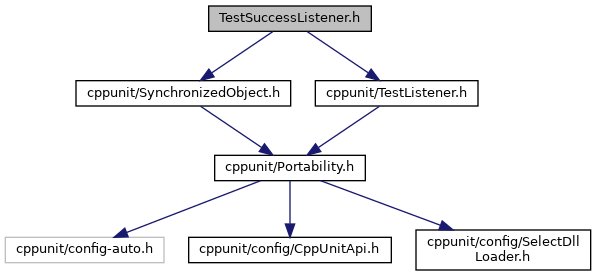 TestSuccessListener.h
cppunit/SynchronizedObject.h
cppunit/TestListener.h
cppunit/Portability.h
cppunit/config-auto.h
cppunit/config/CppUnitApi.h
cppunit/config/SelectDll
Loader.h